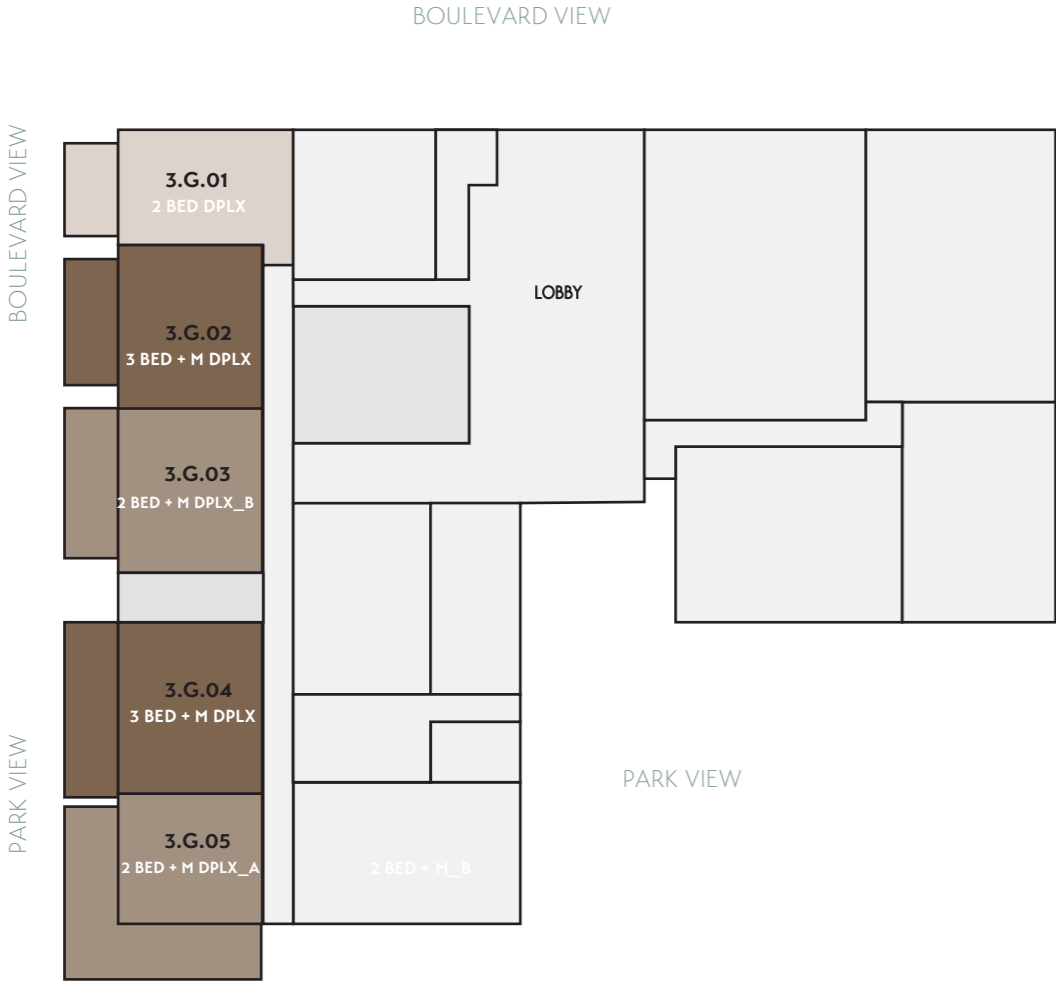 BOULEVARD VIEW
BOULEVARD VIEW
3.G.01
2 BED DPLX
LOBBY
3.G.02
3 BED + M DPLX
3.G.03
2 BED + M DPLX_B
3.G.04
3 BED + M DPLX
PARK VIEW
PARK VIEW
3.G.05
2 BED + M DPLX_A
2 BED + M_B